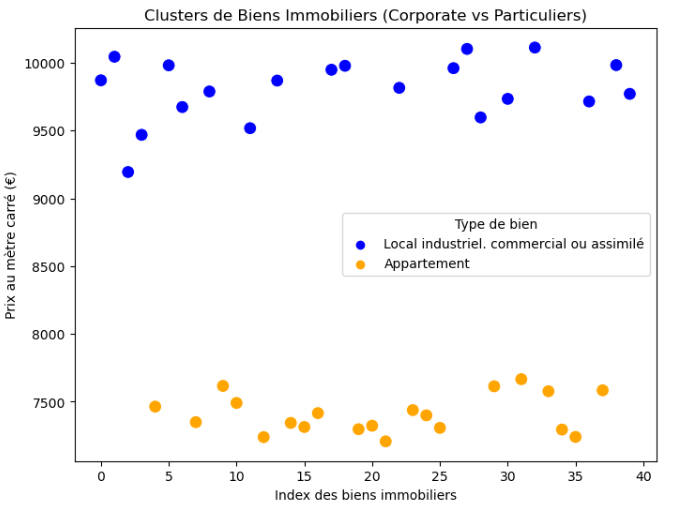 Clusters de Biens Immobiliers (Corporate vs Particuliers)
Prix au mètre carré (€)
10000
9500
9000
8500
8000
7500
Type de bien
Local industriel. commercial ou assimilé
Appartement
0 5 10 15 20 25 30 35 40
Index des biens immobiliers